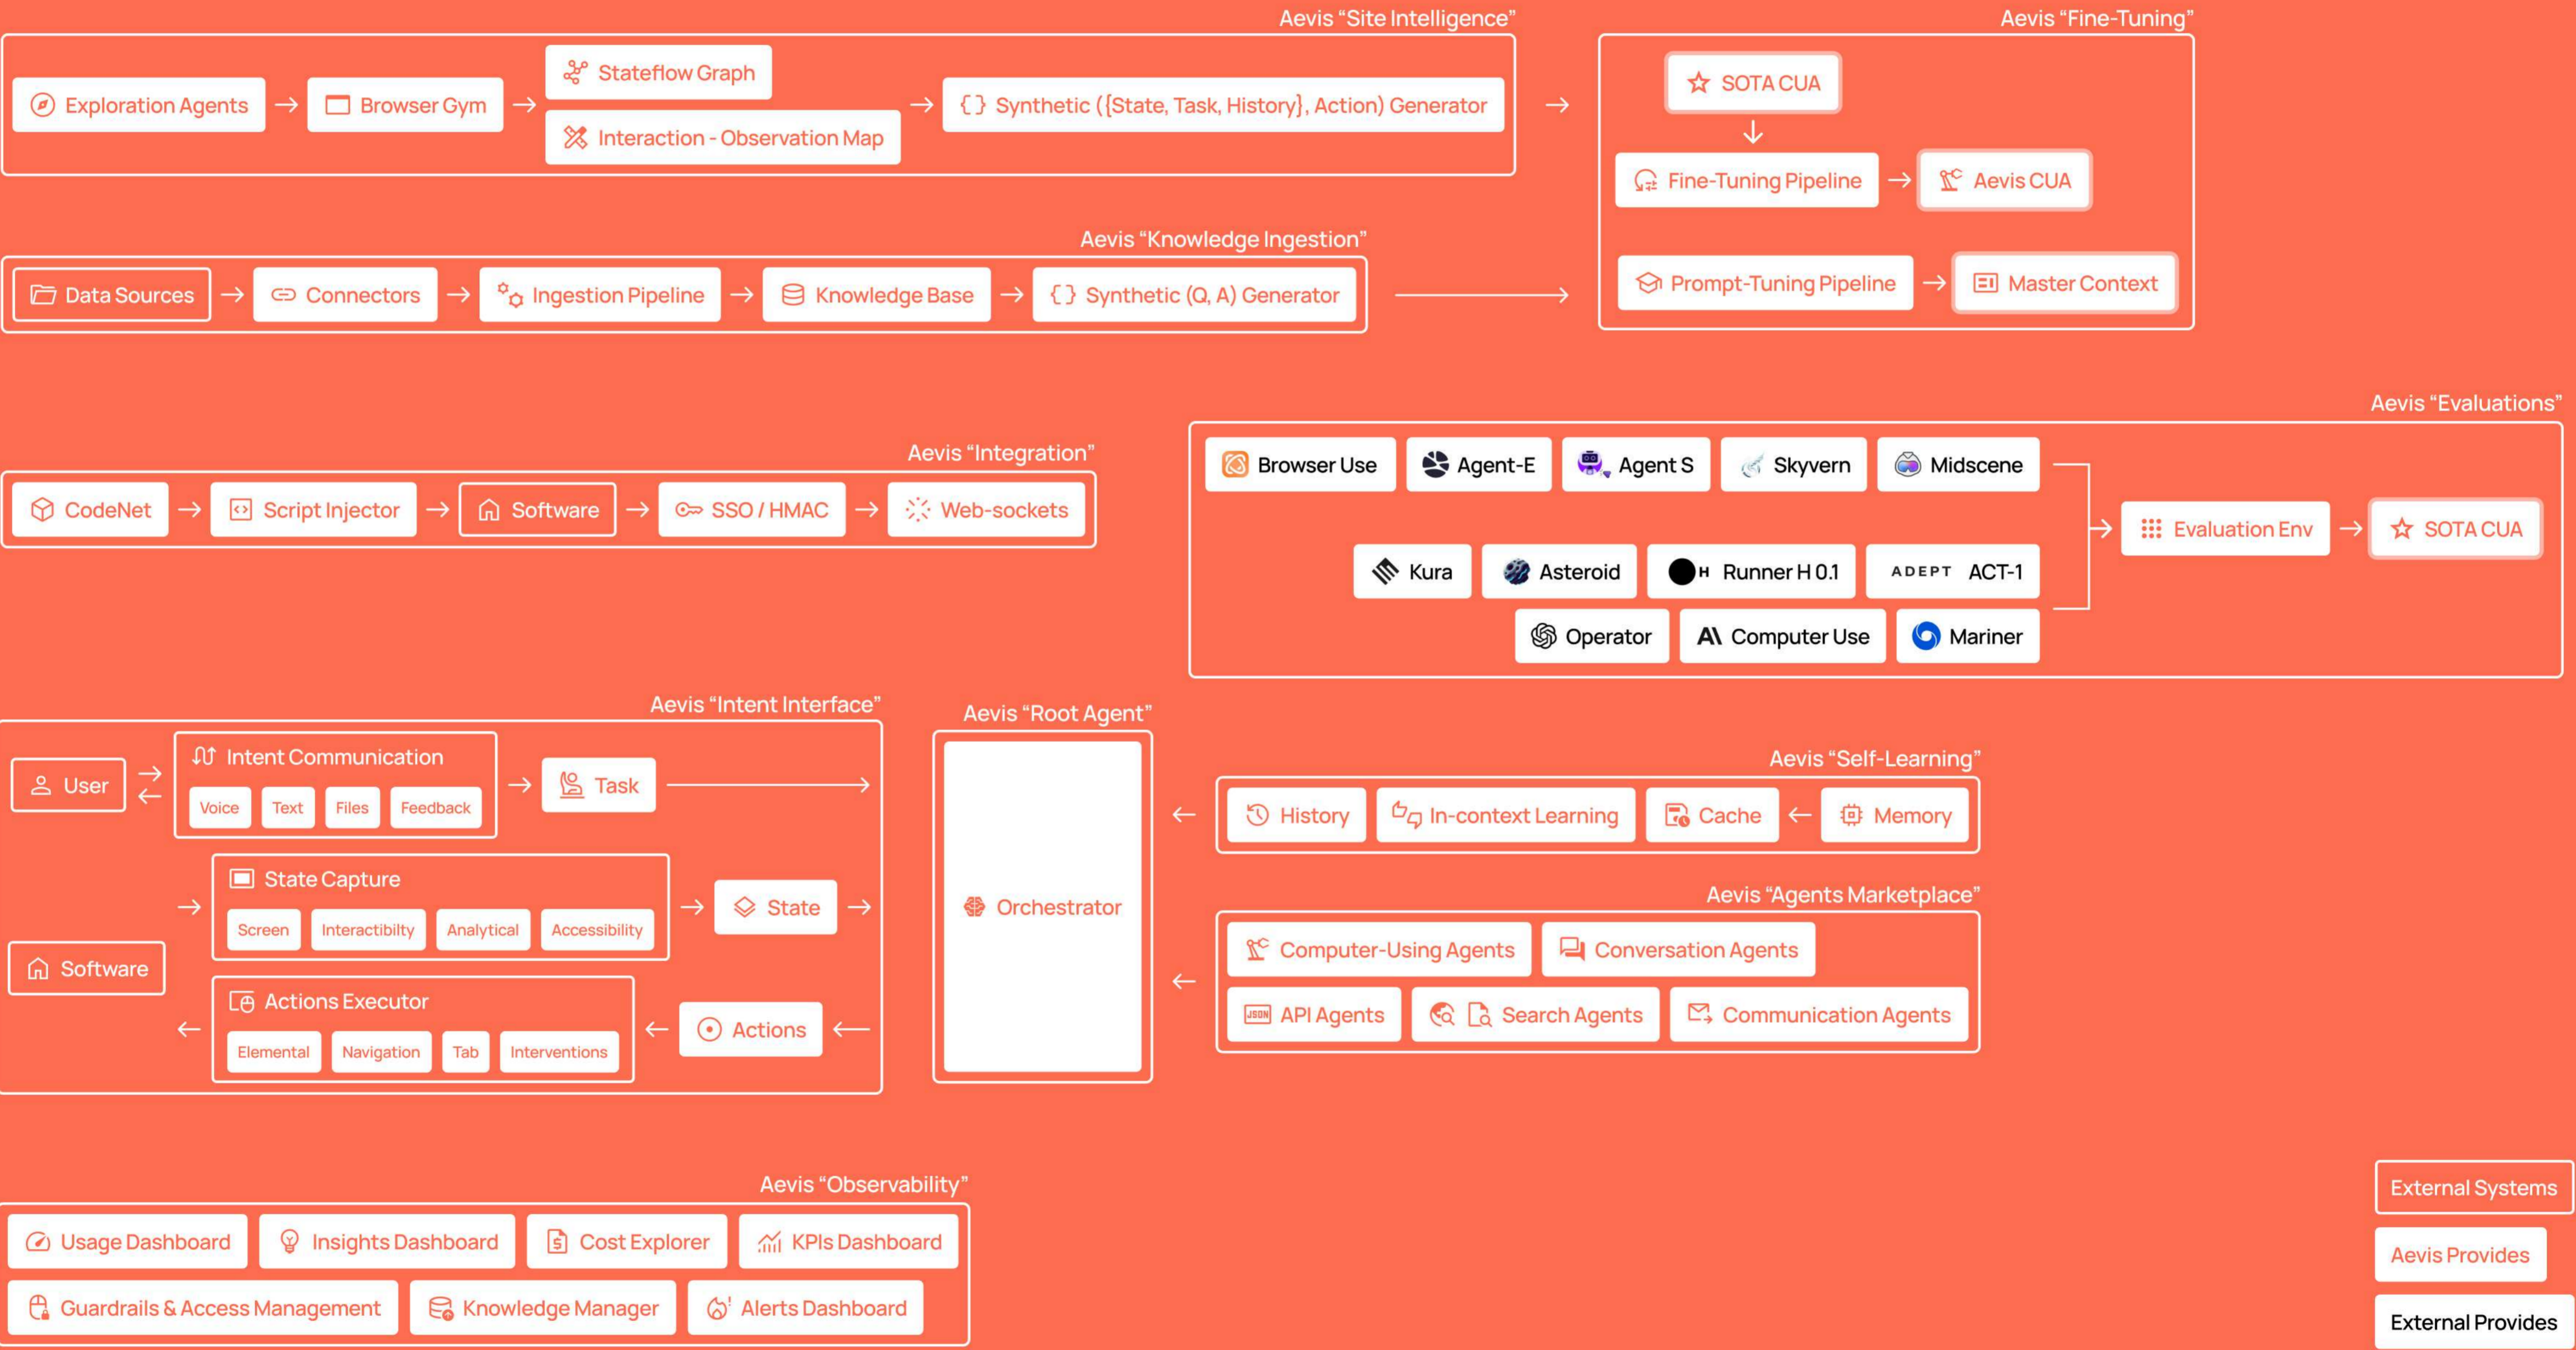 Aevis “Site Intelligence”
Exploration Agents
Browser Gym
Stateflow Graph
Interaction - Observation Map
{} Synthetic ({State, Task, History}, Action) Generator
Aevis “Fine-Tuning”
SOTA CUA
Fine-Tuning Pipeline
Aevis CUA
Prompt-Tuning Pipeline
Master Context
Aevis “Knowledge Ingestion”
Data Sources
Connectors
Ingestion Pipeline
Knowledge Base
{} Synthetic (Q, A) Generator
Aevis “Integration”
CodeNet
Script Injector
Software
SSO / HMAC
Web-sockets
Aevis “Evaluations”
Browser Use
Agent-E
Agent S
Skyvern
Midscene
Kura
Asteroid
H Runner H 0.1
ADEPT ACT-1
Operator
A\ Computer Use
Mariner
Evaluation Env
SOTA CUA
Aevis “Intent Interface”
User
Intent Communication
Voice
Text
Files
Feedback
Task
Software
State Capture
Screen
Interactibilty
Analytical
Accessibility
State
Actions Executor
Elemental
Navigation
Tab
Interventions
Actions
Aevis “Root Agent”
Orchestrator
Aevis “Self-Learning”
History
In-context Learning
Cache
Memory
Aevis “Agents Marketplace”
Computer-Using Agents
Conversation Agents
JSON API Agents
Search Agents
Communication Agents
Aevis “Observability”
Usage Dashboard
Insights Dashboard
Cost Explorer
KPIs Dashboard
Guardrails & Access Management
Knowledge Manager
Alerts Dashboard
External Systems
Aevis Provides
External Provides